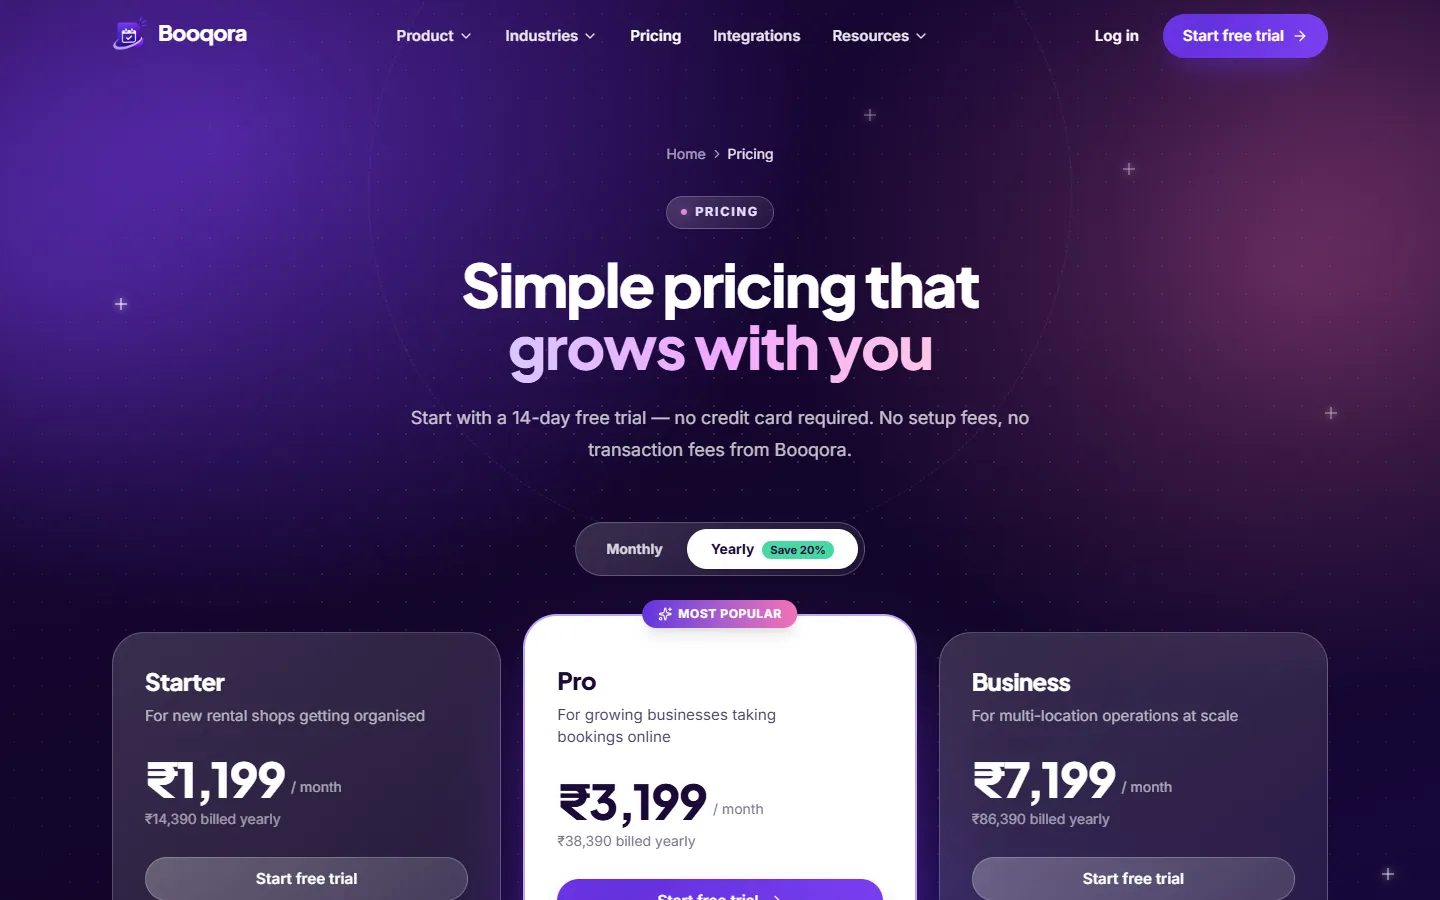 Booqora
Product
Industries
Pricing
Integrations
Resources
Log in
Start free trial
Home > Pricing
PRICING
Simple pricing that
grows with you
Start with a 14-day free trial — no credit card required. No setup fees, no
transaction fees from Booqora.
Monthly
Yearly Save 20%
MOST POPULAR
Starter
For new rental shops getting organised
₹1,199 / month
₹14,390 billed yearly
Start free trial
Pro
For growing businesses taking
bookings online
₹3,199 / month
₹38,390 billed yearly
Start free trial
Business
For multi-location operations at scale
₹7,199 / month
₹86,390 billed yearly
Start free trial